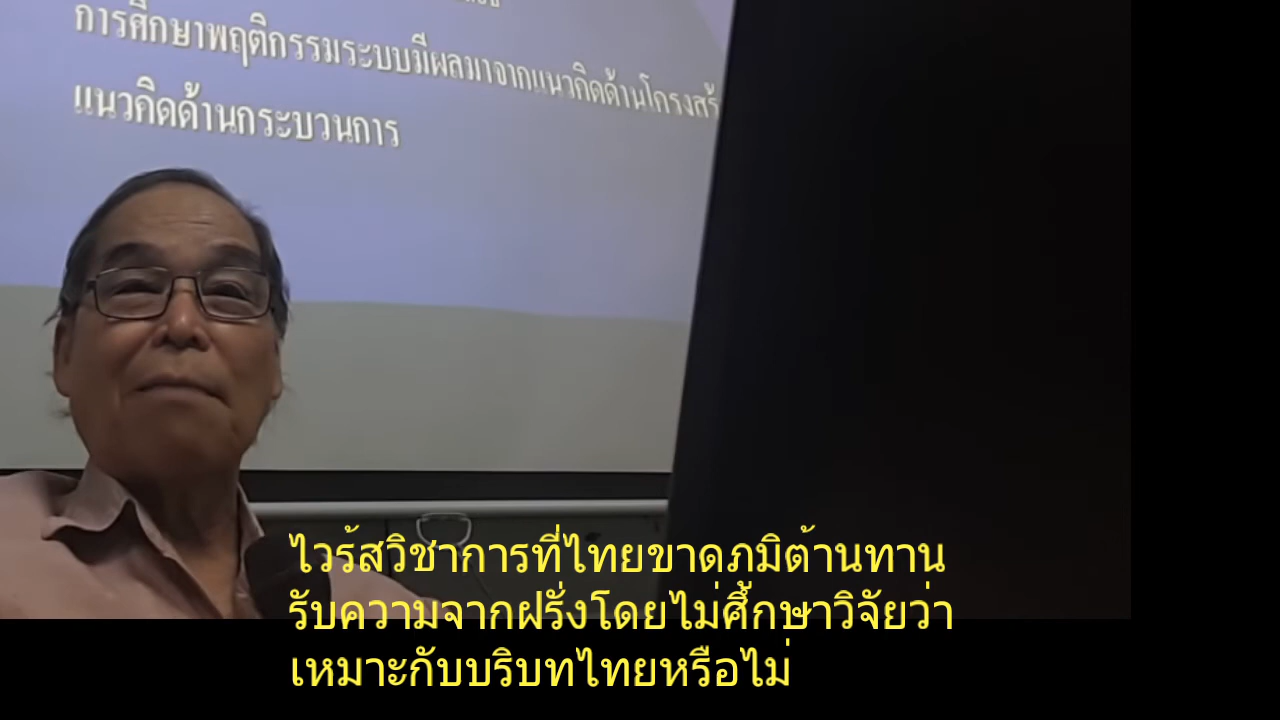 การศึกษาพฤติกรรมระบบมีผลมาจากแนวคิดด้านโครงสร้
แนวคิดด้านกระบวนการ
ไวรัสวิชาการที่ไทยขาดภูมิต้านทาน
รับความจากฝรั่งโดยไม่ศึกษาวิจัยว่า
เหมาะกับบริบทไทยหรือไม่